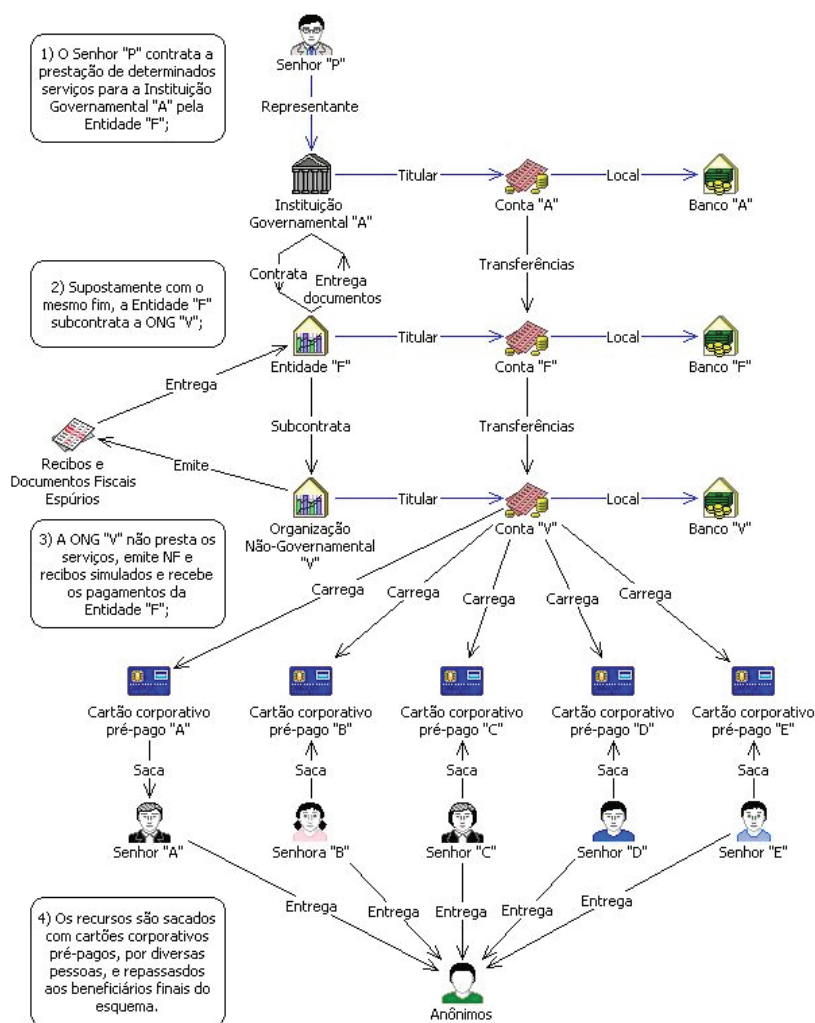 1) O Senhor "P" contrata a
prestação de determinados
serviços para a Instituição
Governamental "A" pela
Entidade "F";
Senhor "P"
Representante
Instituição
Governamental "A"
Titular
Conta "A"
Local
Banco "A"
Contrata
Entrega
documentos
Transferências
2) Supostamente com o
mesmo fim, a Entidade "F"
subcontrata a ONG "V";
Entidade "F"
Titular
Conta "F"
Local
Banco "F"
Entrega
Subcontrata
Transferências
Recibos e
Documentos Fiscais
Espúrios
Emite
Organização
Não-Governamental
"V"
Titular
Conta "V"
Local
Banco "V"
3) A ONG "V" não presta os
serviços, emite NF e
recibos simulados e recebe
os pagamentos da
Entidade "F";
Carrega
Carrega
Carrega
Carrega
Carrega
Cartão corporativo
pré-pago "A"
Cartão corporativo
pré-pago "B"
Cartão corporativo
pré-pago "C"
Cartão corporativo
pré-pago "D"
Cartão corporativo
pré-pago "E"
Saca
Saca
Saca
Saca
Saca
Senhor "A"
Senhora "B"
Senhor "C"
Senhor "D"
Senhor "E"
Entrega
Entrega
Entrega
Entrega
Entrega
4) Os recursos são sacados
com cartões corporativos
pré-pagos, por diversas
pessoas, e repassasdos
aos beneficiários finais do
esquema.
Anônimos